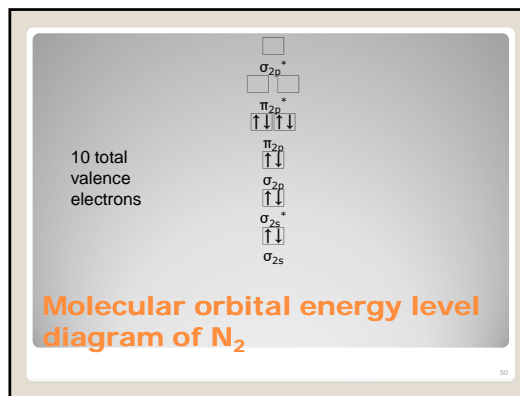 σ2p*
π2p*
↑↓ ↑↓
π2p
↑↓
σ2p
↑↓
σ2s*
↑↓
σ2s
10 total
valence
electrons
Molecular orbital energy level
diagram of N2
50